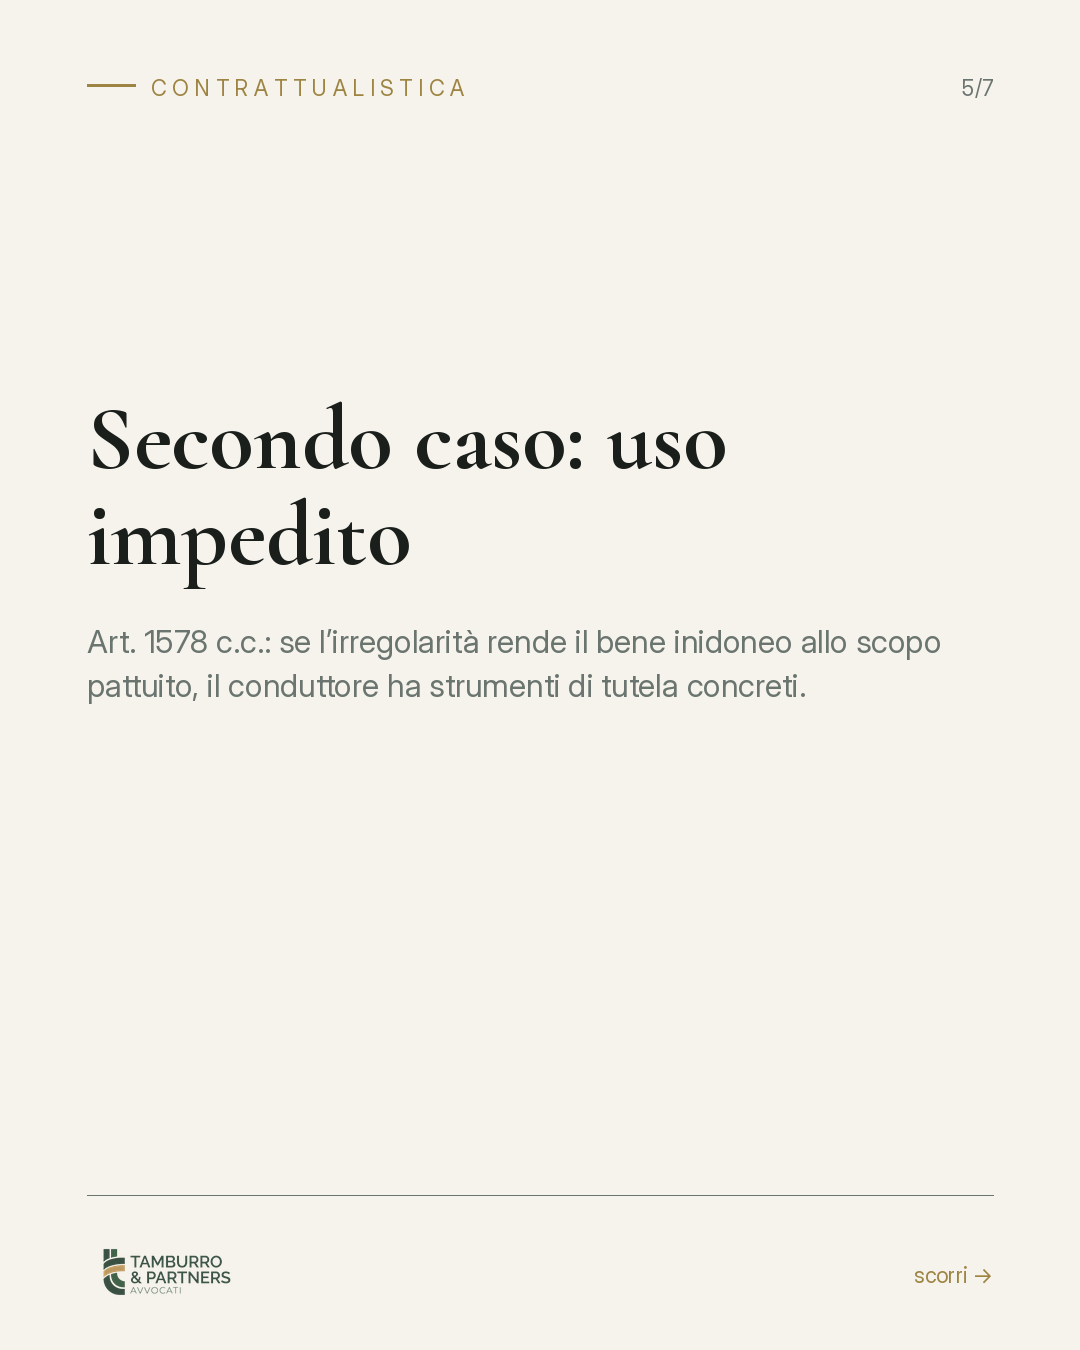 CONTRATTUALISTICA
5/7
Secondo caso: uso
impedito
Art. 1578 c.c.: se l’irregolarità rende il bene inidoneo allo scopo
pattuito, il conduttore ha strumenti di tutela concreti.
TAMBURRO
& PARTNERS
AVVOCATI
scorri →